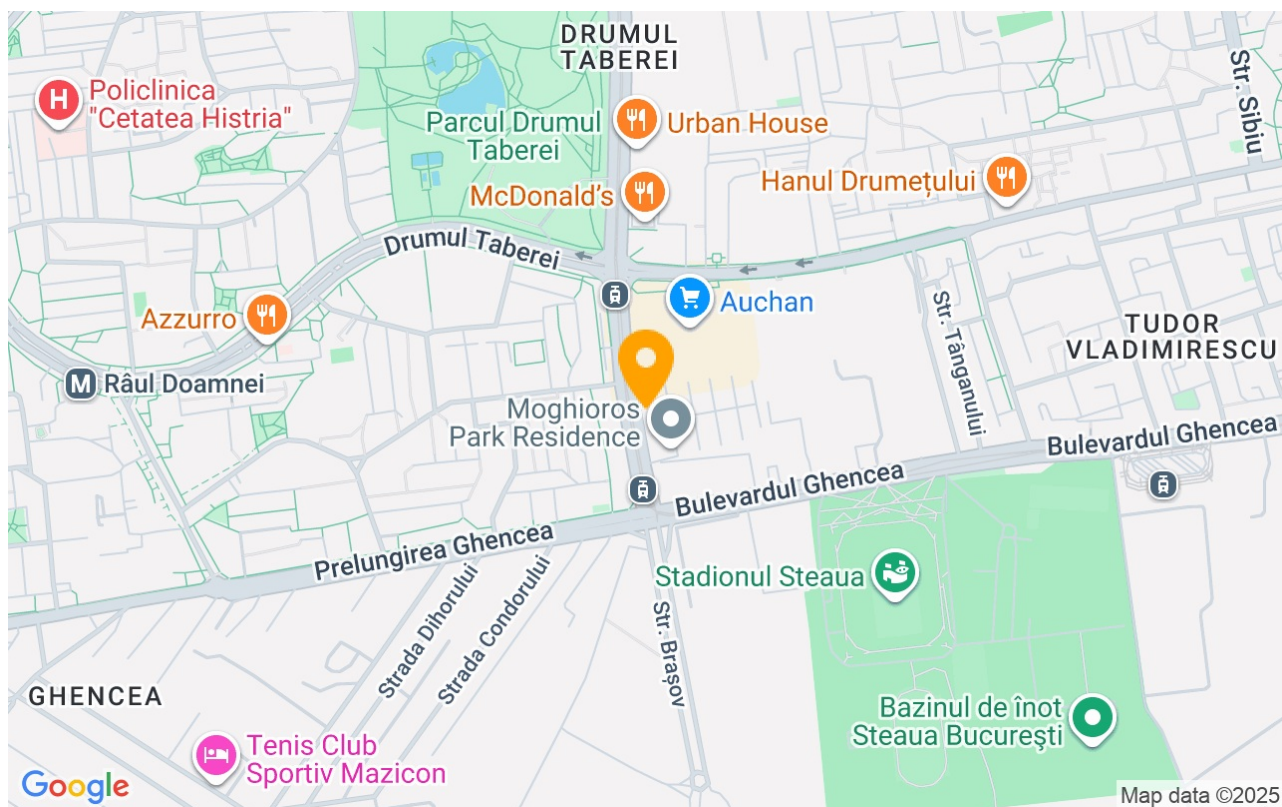 DRUMUL
TABEREI
Str. Sibiu
H
Policlinica
"Cetatea Histria"
Parcul Drumul
Taberei
Urban House
McDonald's
Hanul Drumețului
Drumul Taberei
Auchan
Azzurro
Str. Tânganului
TUDOR
VLADIMIRESCU
M
Râul Doamnei
Moghioros
Park Residence
Bulevardul Ghencea
Bulevardul Ghencea
Prelungirea Ghencea
Stadionul Steaua
Strada Dihorului
Strada Condorului
Str. Brașov
GHENCEA
Bazinul de înot
Steaua București
Tenis Club
Sportiv Mazicon
Google
Map data ©2025